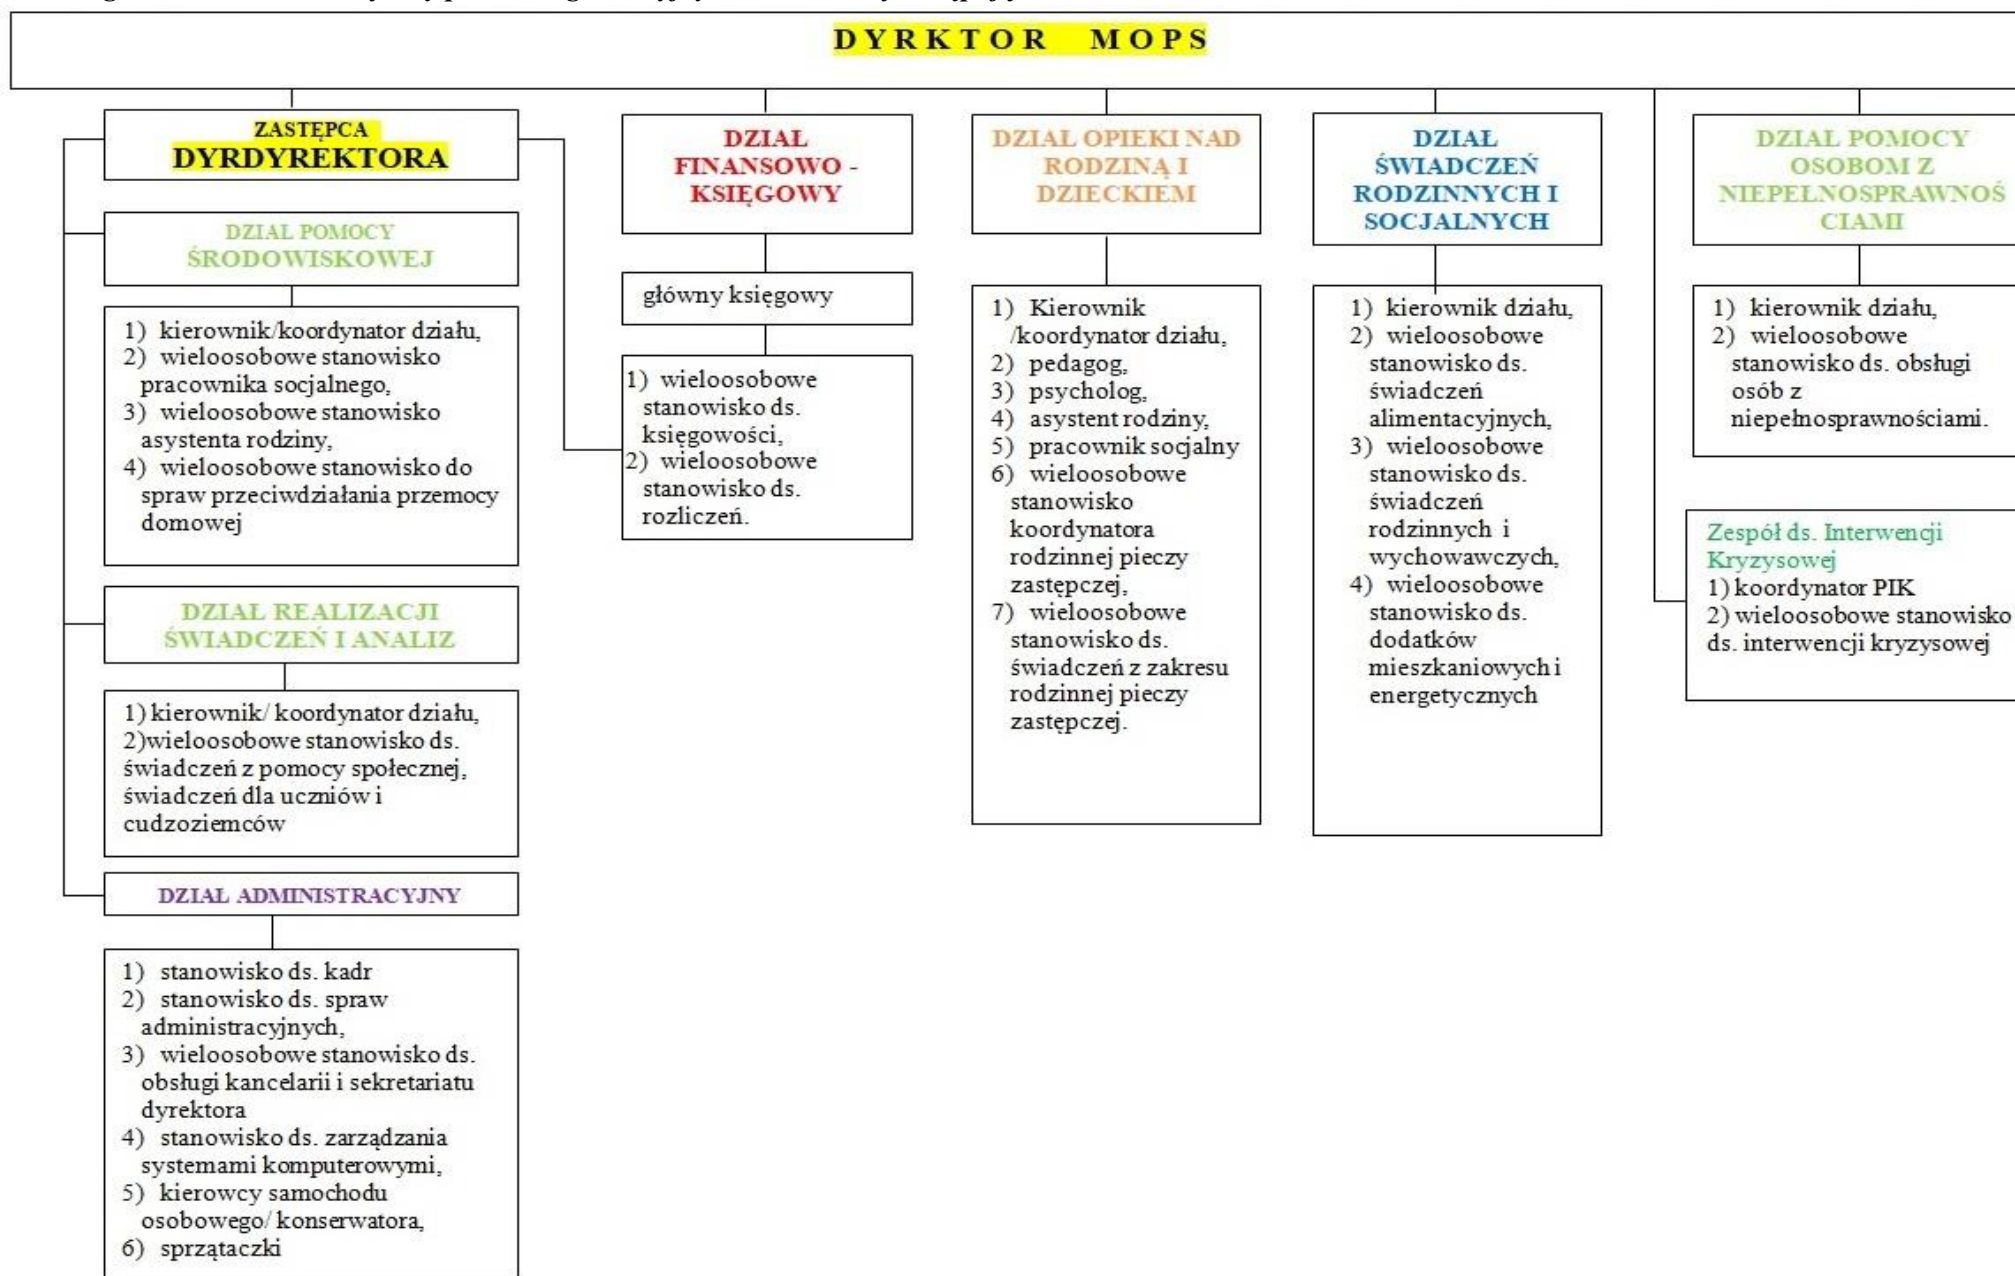 DYRKTOR MOPS
ZASTĘPCA
DYRDYREKTORA
DZIAŁ POMOCY
ŚRODOWISKOWEJ
1) kierownik/koordynator działu,
2) wieloosobowe stanowisko
pracownika socjalnego,
3) wieloosobowe stanowisko
asystenta rodziny,
4) wieloosobowe stanowisko do
spraw przeciwdziałania przemocy
domowej
DZIAŁ REALIZACJI
ŚWIADCZEŃ I ANALIZ
1) kierownik/ koordynator działu,
2)wieloosobowe stanowisko ds.
świadczeń z pomocy społecznej,
świadczeń dla uczniów i
cudzoziemców
DZIAŁ ADMINISTRACYJNY
1) stanowisko ds. kadr
2) stanowisko ds. spraw
administracyjnych,
3) wieloosobowe stanowisko ds.
obsługi kancelarii i sekretariatu
dyrektora
4) stanowisko ds. zarządzania
systemami komputerowymi,
5) kierowcy samochodu
osobowego/ konserwatora,
6) sprzątaczki
DZIAŁ
FINANSOWO -
KSIĘGOWY
główny księgowy
1) wieloosobowe
stanowisko ds.
księgowości,
2) wieloosobowe
stanowisko ds.
rozliczeń.
DZIAŁ OPIEKI NAD
RODZINĄ I
DZIECKIEM
1) Kierownik
/koordynator działu,
2) pedagog,
3) psycholog,
4) asystent rodziny,
5) pracownik socjalny
6) wieloosobowe
stanowisko
koordynatora
rodzinnej pieczy
zastępczej,
7) wieloosobowe
stanowisko ds.
świadczeń z zakresu
rodzinnej pieczy
zastępczej.
DZIAŁ
ŚWIADCZEŃ
RODZINNYCH I
SOCJALNYCH
1) kierownik działu,
2) wieloosobowe
stanowisko ds.
świadczeń
alimentacyjnych,
3) wieloosobowe
stanowisko ds.
świadczeń
rodzinnych i
wychowawczych,
4) wieloosobowe
stanowisko ds.
dodatków
mieszkaniowych i
energetycznych
DZIAŁ POMOCY
OSOBOM Z
NIEPEŁNOSPRAWNOŚ
CIAMI
1) kierownik działu,
2) wieloosobowe
stanowisko ds. obsługi
osób z
niepełnosprawnościami.
Zespół ds. Interwencji
Kryzysowej
1) koordynator PIK
2) wieloosobowe stanowisko
ds. interwencji kryzysowej